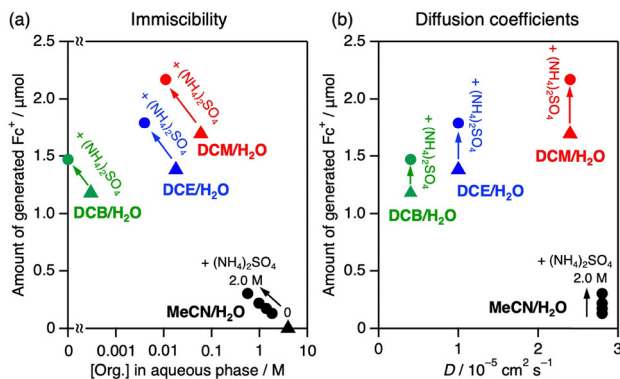 (a) Immiscibility
Amount of generated Fc⁺ / μmol
2.5
2.0
1.5
1.0
0.5
0
+ (NH₄)₂SO₄
DCM/H₂O
+ (NH₄)₂SO₄
DCE/H₂O
+ (NH₄)₂SO₄
DCB/H₂O
+ (NH₄)₂SO₄
2.0 M
0
MeCN/H₂O
0 0.001 0.01 0.1 1 10
[Org.] in aqueous phase / M
(b) Diffusion coefficients
Amount of generated Fc⁺ / μmol
2.5
2.0
1.5
1.0
0.5
0
+ (NH₄)₂SO₄
DCM/H₂O
+ (NH₄)₂SO₄
DCE/H₂O
+ (NH₄)₂SO₄
DCB/H₂O
+ (NH₄)₂SO₄
2.0 M
MeCN/H₂O
0 1 2 3
D / 10⁻⁵ cm² s⁻¹